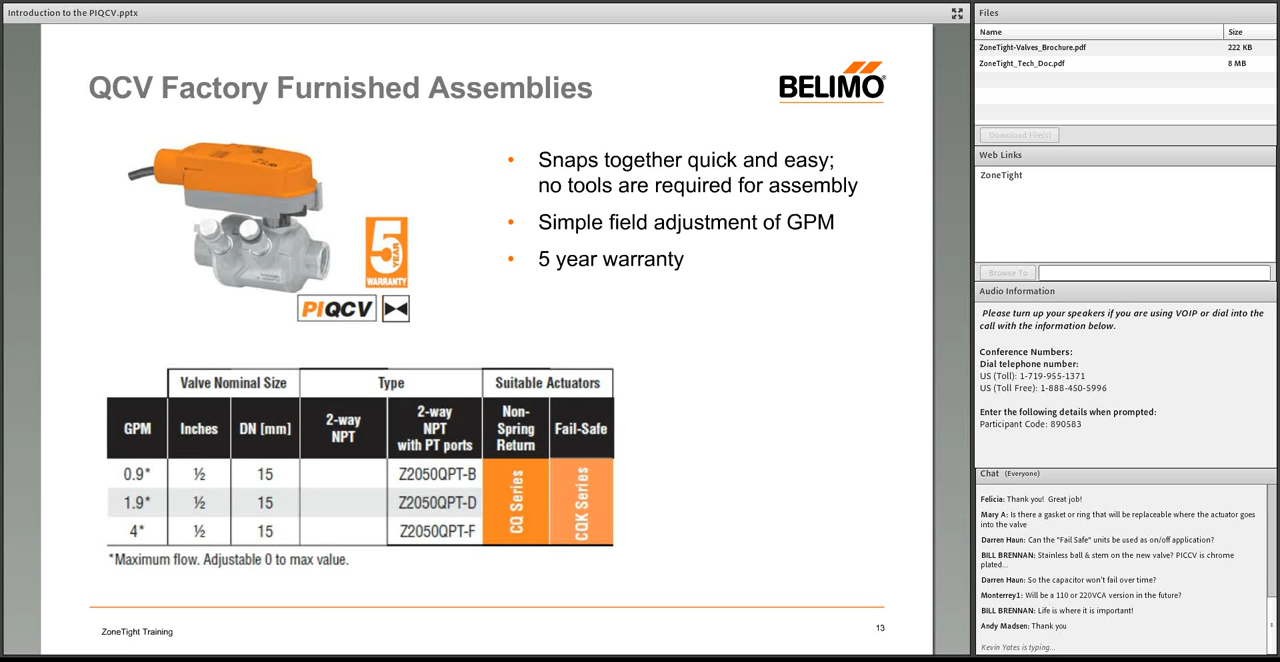 Introduction to the PIQCV.pptx
QCV Factory Furnished Assemblies
BELIMO®
5
YEAR
WARRANTY
PIQCV
• Snaps together quick and easy;
no tools are required for assembly
• Simple field adjustment of GPM
• 5 year warranty
Valve Nominal Size Type Suitable Actuators
GPM Inches DN [mm] 2-way NPT 2-way NPT with PT ports Non-Spring Return Fail-Safe
0.9* ½ 15 Z2050QPT-B
1.9* ½ 15 Z2050QPT-D
4* ½ 15 Z2050QPT-F
CQ Series
CQK Series
*Maximum flow. Adjustable 0 to max value.
ZoneTight Training
13
Files
Name Size
ZoneTight-Valves_Brochure.pdf 222 KB
ZoneTight_Tech_Doc.pdf 8 MB
Download File(s)
Web Links
ZoneTight
Browse To
Audio Information
Please turn up your speakers if you are using VOIP or dial into the
call with the information below.
Conference Numbers:
Dial telephone number:
US (Toll): 1-719-955-1371
US (Toll Free): 1-888-450-5996
Enter the following details when prompted:
Participant Code: 890583
Chat (Everyone)
Felicia: Thank you! Great job!
Mary A: Is there a gasket or ring that will be replaceable where the actuator goes
into the valve
Darren Haun: Can the "Fail Safe" units be used as on/off application?
BILL BRENNAN: Stainless ball & stem on the new valve? PICCV is chrome
plated...
Darren Haun: So the capacitor won't fail over time?
Monterrey1: Will be a 110 or 220VCA version in the future?
BILL BRENNAN: Life is where it is important!
Andy Madsen: Thank you
Kevin Yates is typing...